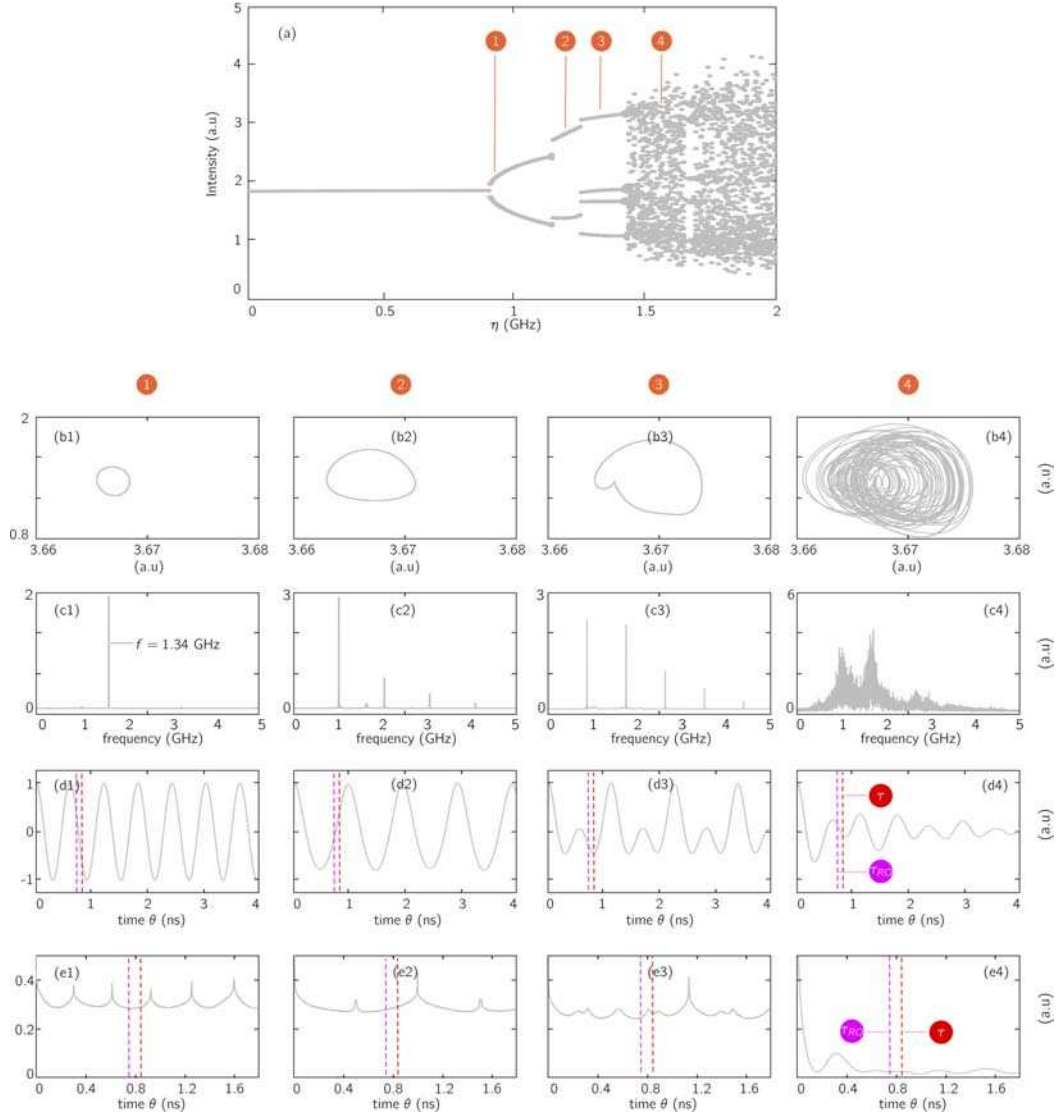 5
(a)
1 2 3 4
4
3
Intensity (a.u)
2
1
0
0 0.5 1 1.5 2
η (GHz)
1 2 3 4
2
(b1) (b2) (b3) (b4)
(a.u)
0.8
3.66 3.67 3.68 3.66 3.67 3.68 3.66 3.67 3.68 3.66 3.67 3.68
(a.u) (a.u) (a.u) (a.u)
2 3 3 6
(c1) (c2) (c3) (c4)
f = 1.34 GHz
(a.u)
0 0 0 0
0 1 2 3 4 5 0 1 2 3 4 5 0 1 2 3 4 5 0 1 2 3 4 5
frequency (GHz) frequency (GHz) frequency (GHz) frequency (GHz)
1
(d1) (d2) (d3) (d4)
τ
0
(a.u)
τRO
-1
0 1 2 3 4 0 1 2 3 4 0 1 2 3 4 0 1 2 3 4
time θ (ns) time θ (ns) time θ (ns) time θ (ns)
0.4
(e1) (e2) (e3) (e4)
(a.u)
0.2
τRO τ
0
0 0.4 0.8 1.2 1.6 0 0.4 0.8 1.2 1.6 0 0.4 0.8 1.2 1.6 0 0.4 0.8 1.2 1.6
time θ (ns) time θ (ns) time θ (ns) time θ (ns)